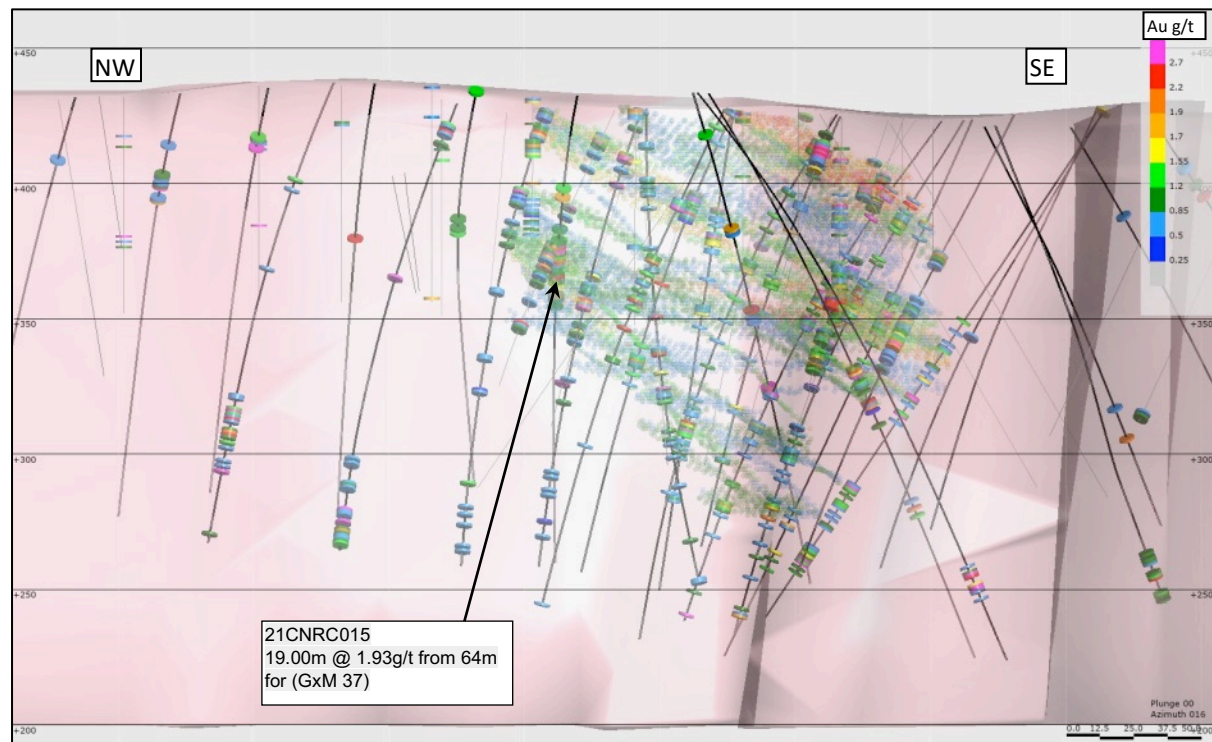 Au g/t
+450
NW
SE
+450
2.7
2.2
1.9
1.7
1.55
1.2
0.85
0.5
0.25
+400
+400
+350
+350
+300
+300
+250
+250
21CNRC015
19.00m @ 1.93g/t from 64m
for (GxM 37)
Plunge 00
Azimuth 016
+200
0.0 12.5 25.0 37.5 50.0
+200